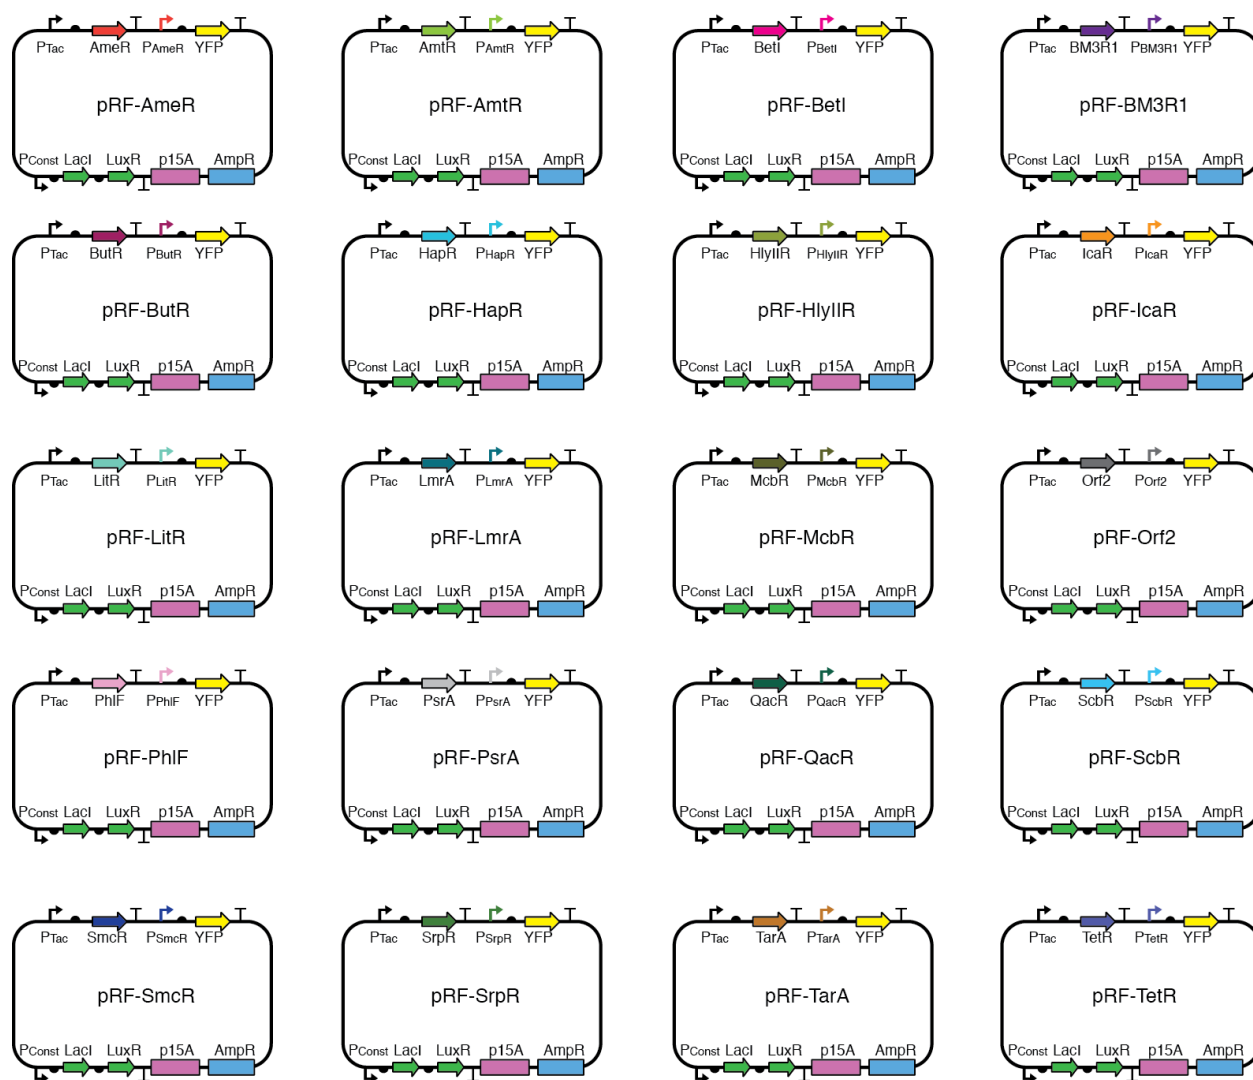 PTac AmeR PAmeR YFP PTac AmtR PAmtR YFP PTac BetI PBetI YFP PTac BM3R1 PBM3R1 YFP
pRF-AmeR pRF-AmtR pRF-BetI pRF-BM3R1
PConst LacI LuxR p15A AmpR PConst LacI LuxR p15A AmpR PConst LacI LuxR p15A AmpR PConst LacI LuxR p15A AmpR
PTac ButR PButR YFP PTac HapR PHapR YFP PTac HlyIIR PHlyIIR YFP PTac IcaR PIcaR YFP
pRF-ButR pRF-HapR pRF-HlyIIR pRF-IcaR
PConst LacI LuxR p15A AmpR PConst LacI LuxR p15A AmpR PConst LacI LuxR p15A AmpR PConst LacI LuxR p15A AmpR
PTac LitR PLitR YFP PTac LmrA PLmrA YFP PTac McbR PMcbR YFP PTac Orf2 POrf2 YFP
pRF-LitR pRF-LmrA pRF-McbR pRF-Orf2
PConst LacI LuxR p15A AmpR PConst LacI LuxR p15A AmpR PConst LacI LuxR p15A AmpR PConst LacI LuxR p15A AmpR
PTac PhlF PPhlF YFP PTac PsrA PPsrA YFP PTac QacR PQacR YFP PTac ScbR PScbR YFP
pRF-PhlF pRF-PsrA pRF-QacR pRF-ScbR
PConst LacI LuxR p15A AmpR PConst LacI LuxR p15A AmpR PConst LacI LuxR p15A AmpR PConst LacI LuxR p15A AmpR
PTac SmcR PSmcR YFP PTac SrpR PSrpR YFP PTac TarA PTarA YFP PTac TetR PTetR YFP
pRF-SmcR pRF-SrpR pRF-TarA pRF-TetR
PConst LacI LuxR p15A AmpR PConst LacI LuxR p15A AmpR PConst LacI LuxR p15A AmpR PConst LacI LuxR p15A AmpR